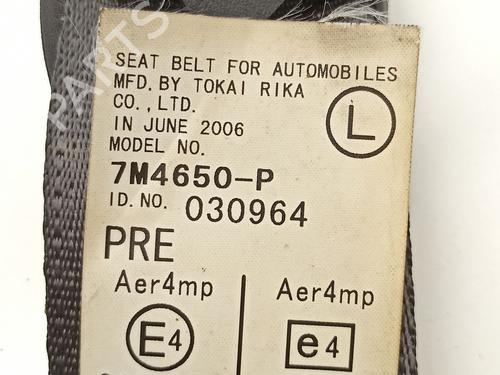 SEAT BELT FOR AUTOMOBILES
MFD. BY TOKAI RIKA
CO., LTD.
L
IN JUNE 2006
MODEL NO.
7M4650-P
ID. NO. 030964
PRE
Aer4mp Aer4mp
E4 e4